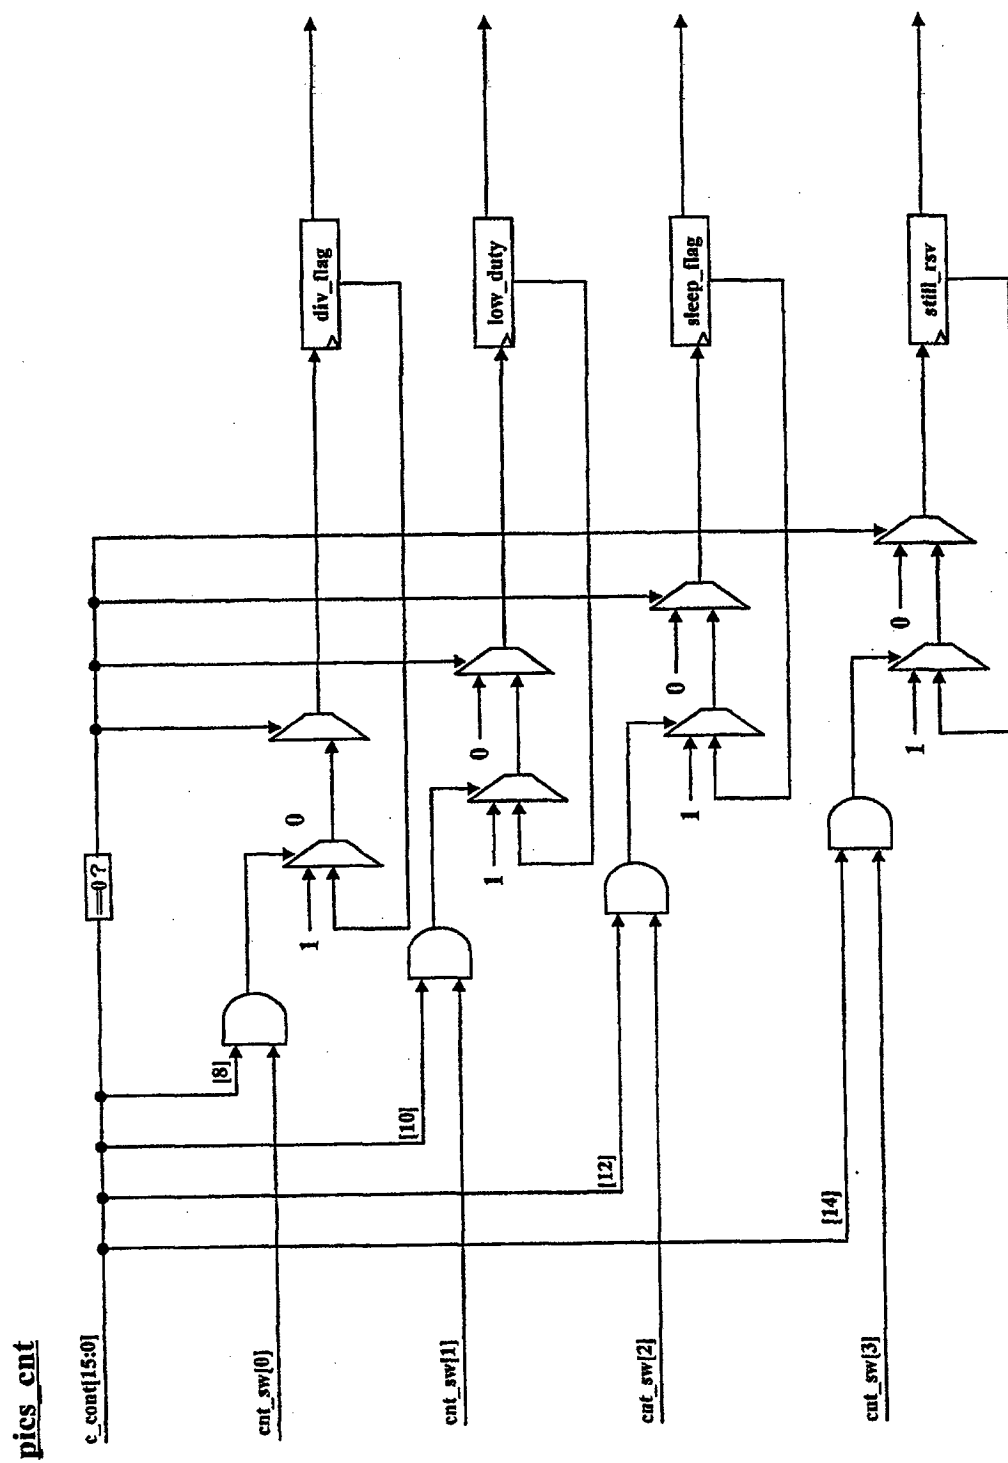 pics_cnt
c_cont[15:0]
==0 ?
cnt_sw[0]
[8]
1
0
div_flag
cnt_sw[1]
[10]
1
0
low_duty
cnt_sw[2]
[12]
1
0
sleep_flag
cnt_sw[3]
[14]
1
0
still_rsv